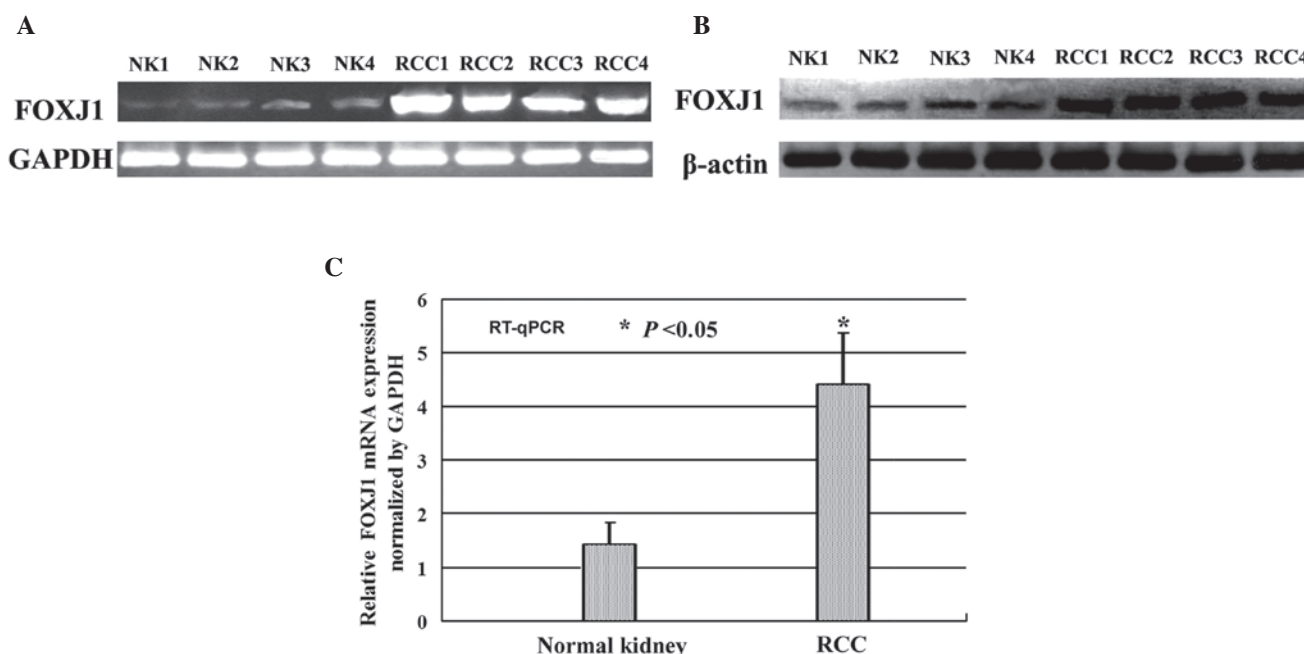 A
NK1 NK2 NK3 NK4 RCC1 RCC2 RCC3 RCC4
FOXJ1
GAPDH
B
NK1 NK2 NK3 NK4 RCC1 RCC2 RCC3 RCC4
FOXJ1
β-actin
C
Relative FOXJ1 mRNA expression
normalized by GAPDH
6
5
4
3
2
1
0
RT-qPCR * P <0.05
*
Normal kidney RCC